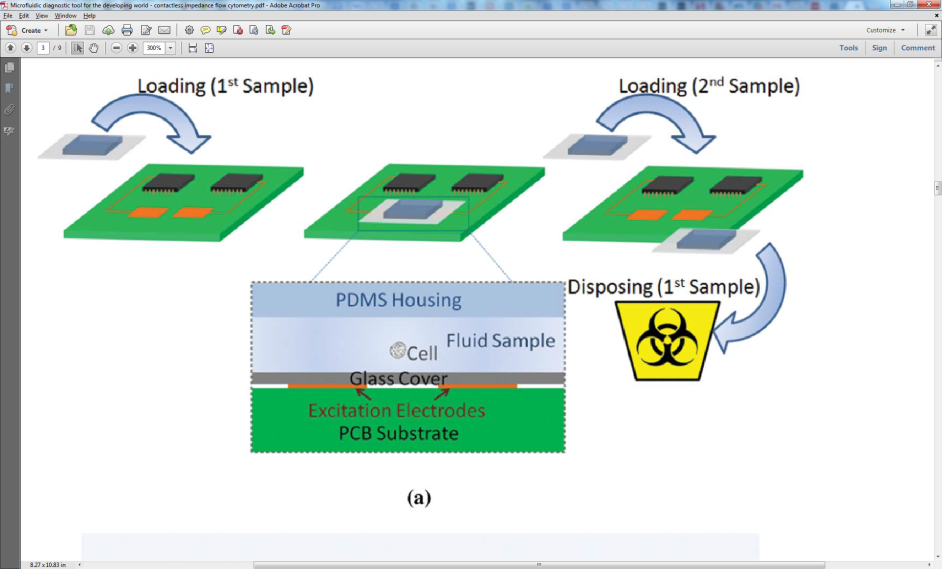 Microfluidic diagnostic tool for the developing world - contactless impedance flow cytometry.pdf - Adobe Acrobat Pro
File Edit View Window Help
Create
Customize
3 / 9
300%
Tools Sign Comment
Loading (1st Sample)
Loading (2nd Sample)
Disposing (1st Sample)
PDMS Housing
Fluid Sample
Cell
Glass Cover
Excitation Electrodes
PCB Substrate
(a)
8.27 x 10.83 in